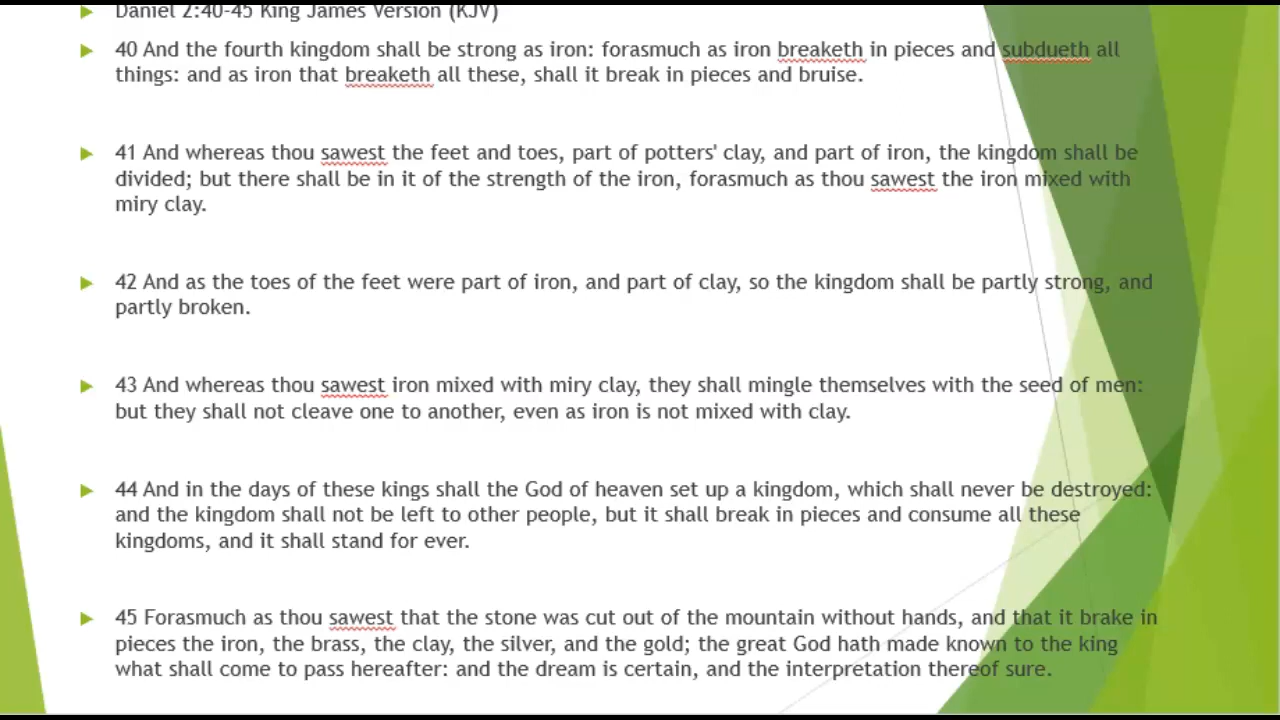 Daniel 2:40-45 King James Version (KJV)
40 And the fourth kingdom shall be strong as iron: forasmuch as iron breaketh in pieces and subdueth all
things: and as iron that breaketh all these, shall it break in pieces and bruise.
41 And whereas thou sawest the feet and toes, part of potters' clay, and part of iron, the kingdom shall be
divided; but there shall be in it of the strength of the iron, forasmuch as thou sawest the iron mixed with
miry clay.
42 And as the toes of the feet were part of iron, and part of clay, so the kingdom shall be partly strong, and
partly broken.
43 And whereas thou sawest iron mixed with miry clay, they shall mingle themselves with the seed of men:
but they shall not cleave one to another, even as iron is not mixed with clay.
44 And in the days of these kings shall the God of heaven set up a kingdom, which shall never be destroyed:
and the kingdom shall not be left to other people, but it shall break in pieces and consume all these
kingdoms, and it shall stand for ever.
45 Forasmuch as thou sawest that the stone was cut out of the mountain without hands, and that it brake in
pieces the iron, the brass, the clay, the silver, and the gold; the great God hath made known to the king
what shall come to pass hereafter: and the dream is certain, and the interpretation thereof sure.